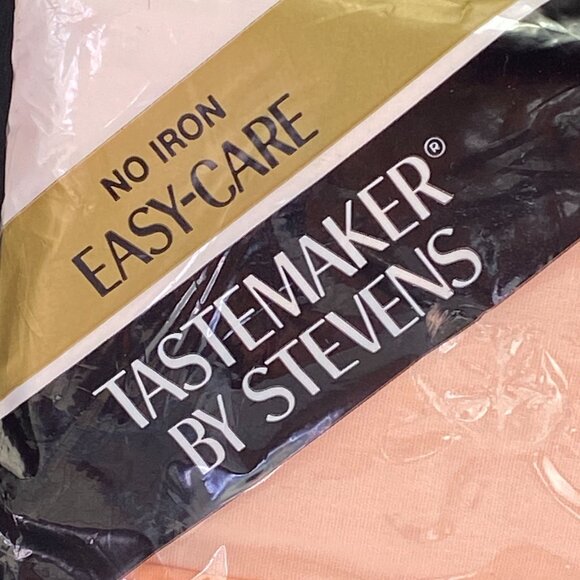 NO IRON
EASY-CARE
TASTEMAKER®
BY STEVENS